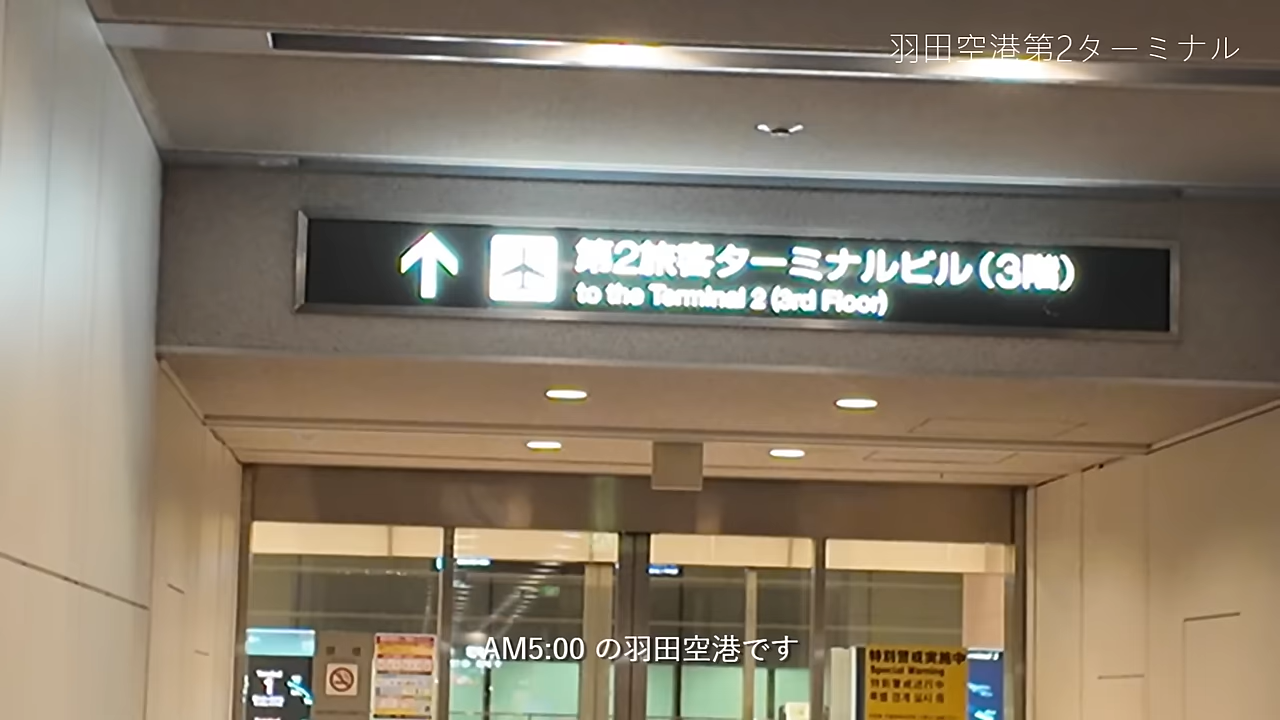 羽田空港第2ターミナル
第2旅客ターミナルビル(3階)
to the Terminal 2 (3rd Floor)
AM5:00 の羽田空港です
特別警戒実施中
Special Warning